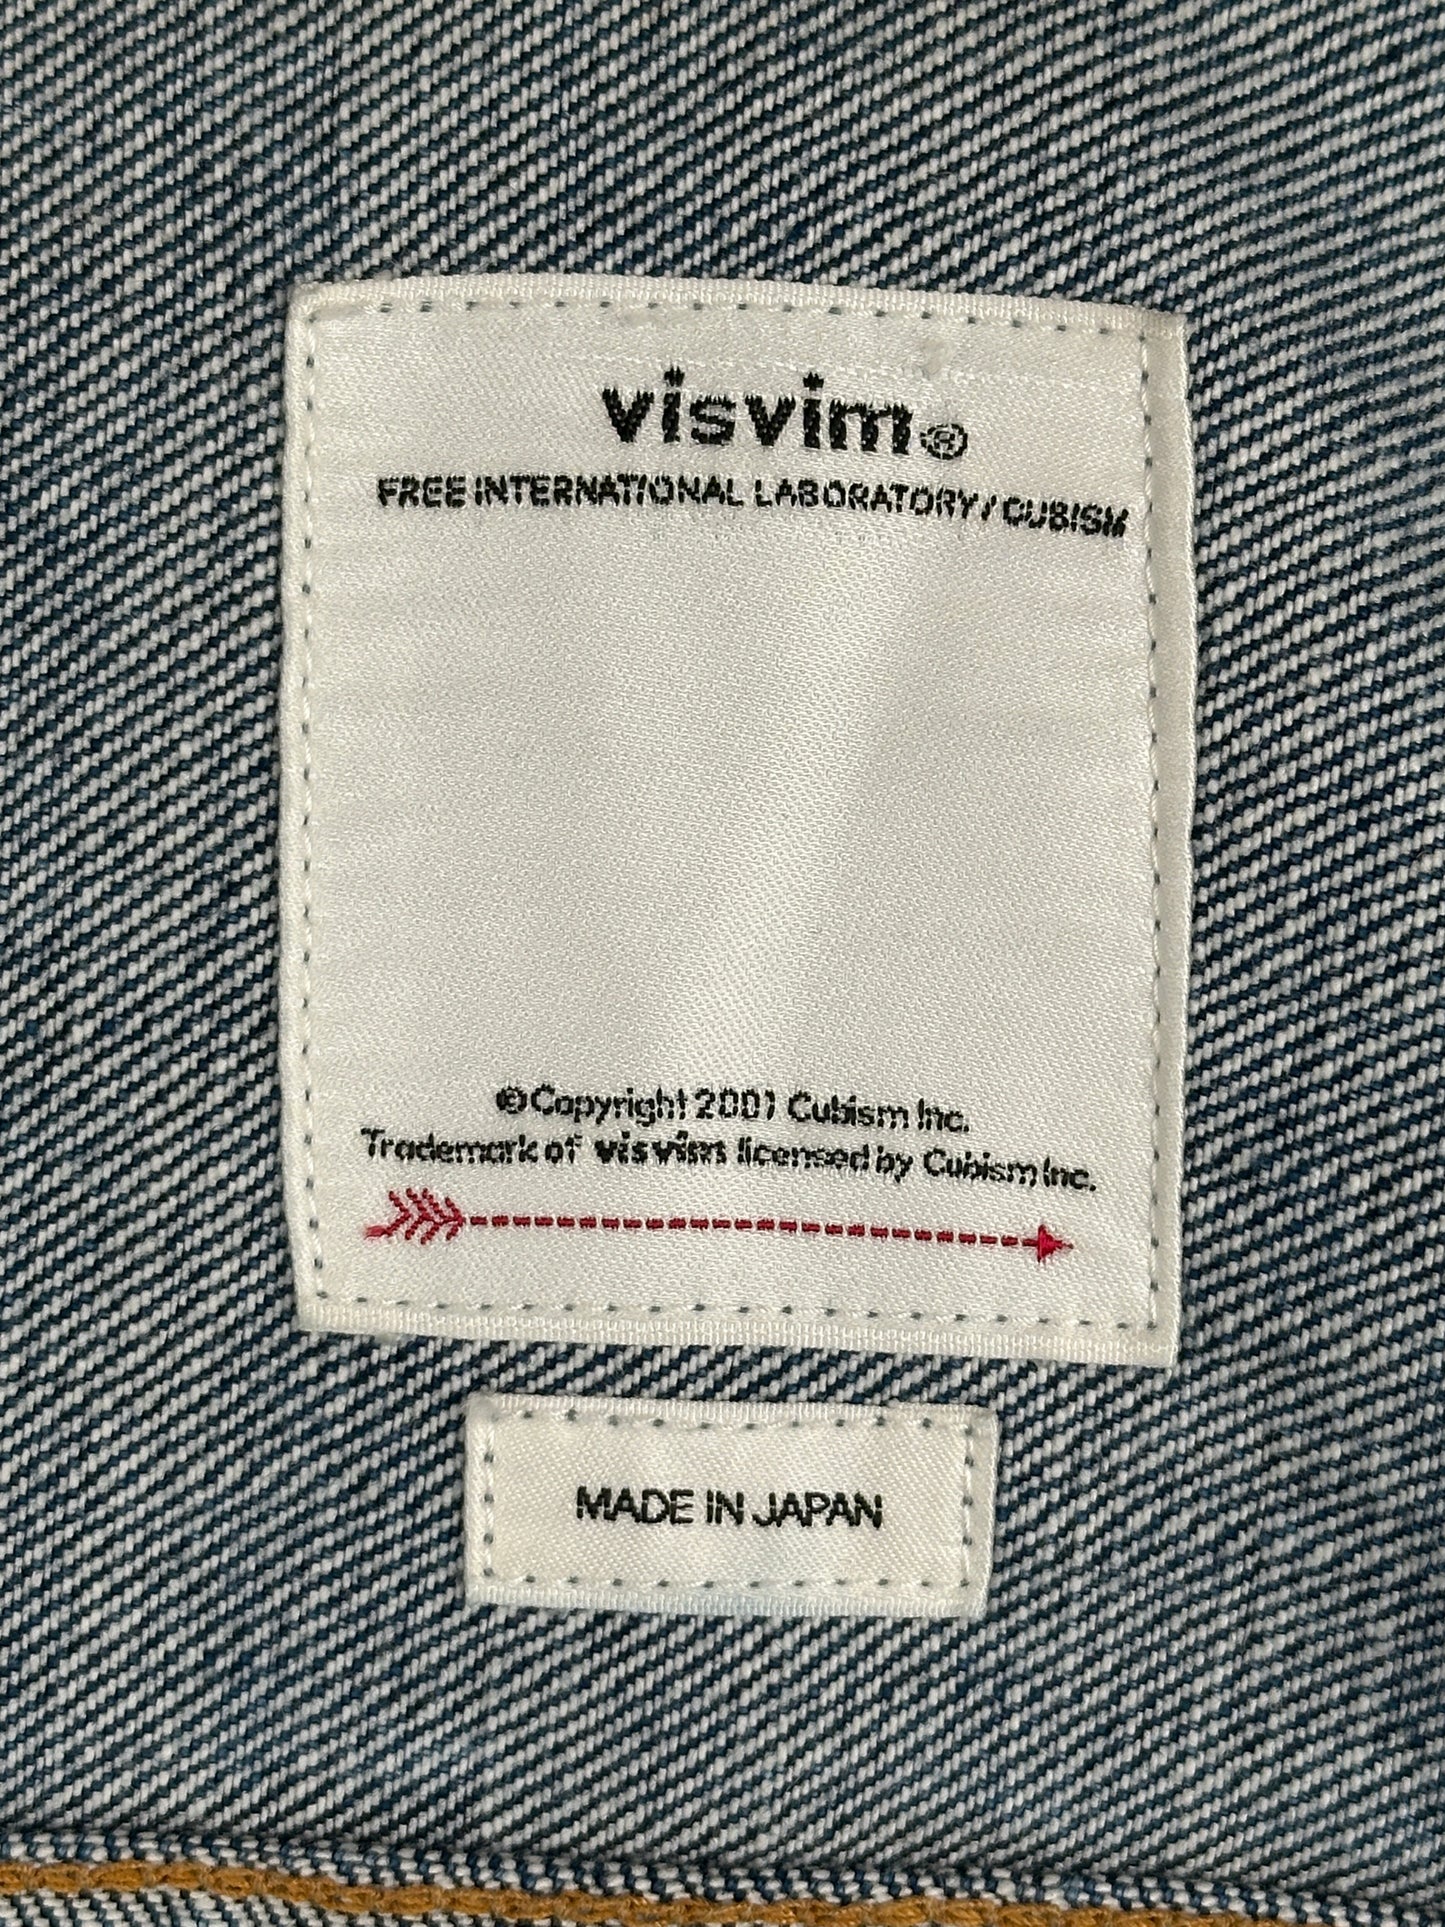 visvim®
FREE INTERNATIONAL LABORATORY / CUBISM
©Copyright 2001 Cubism Inc.
Trademark of visvim licensed by Cubism Inc.
MADE IN JAPAN